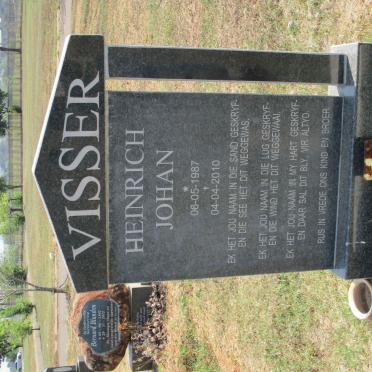 VISSER
HEINRICH
JOHAN
*
06-05-1987
†
04-04-2010
EK HET JOU NAAM IN DIE SAND GESKRYF-
EN DIE SEE HET DIT WEGGEWAS.
EK HET JOU NAAM IN DIE LUG GESKRYF-
EN DIE WIND HET DIT WEGGEWAAI.
EK HET JOU NAAM IN MY HART GESKRYF-
EN DAAR SAL DIT BLY, VIR ALTYD.
RUS IN VREDE ONS KIND EN BROER